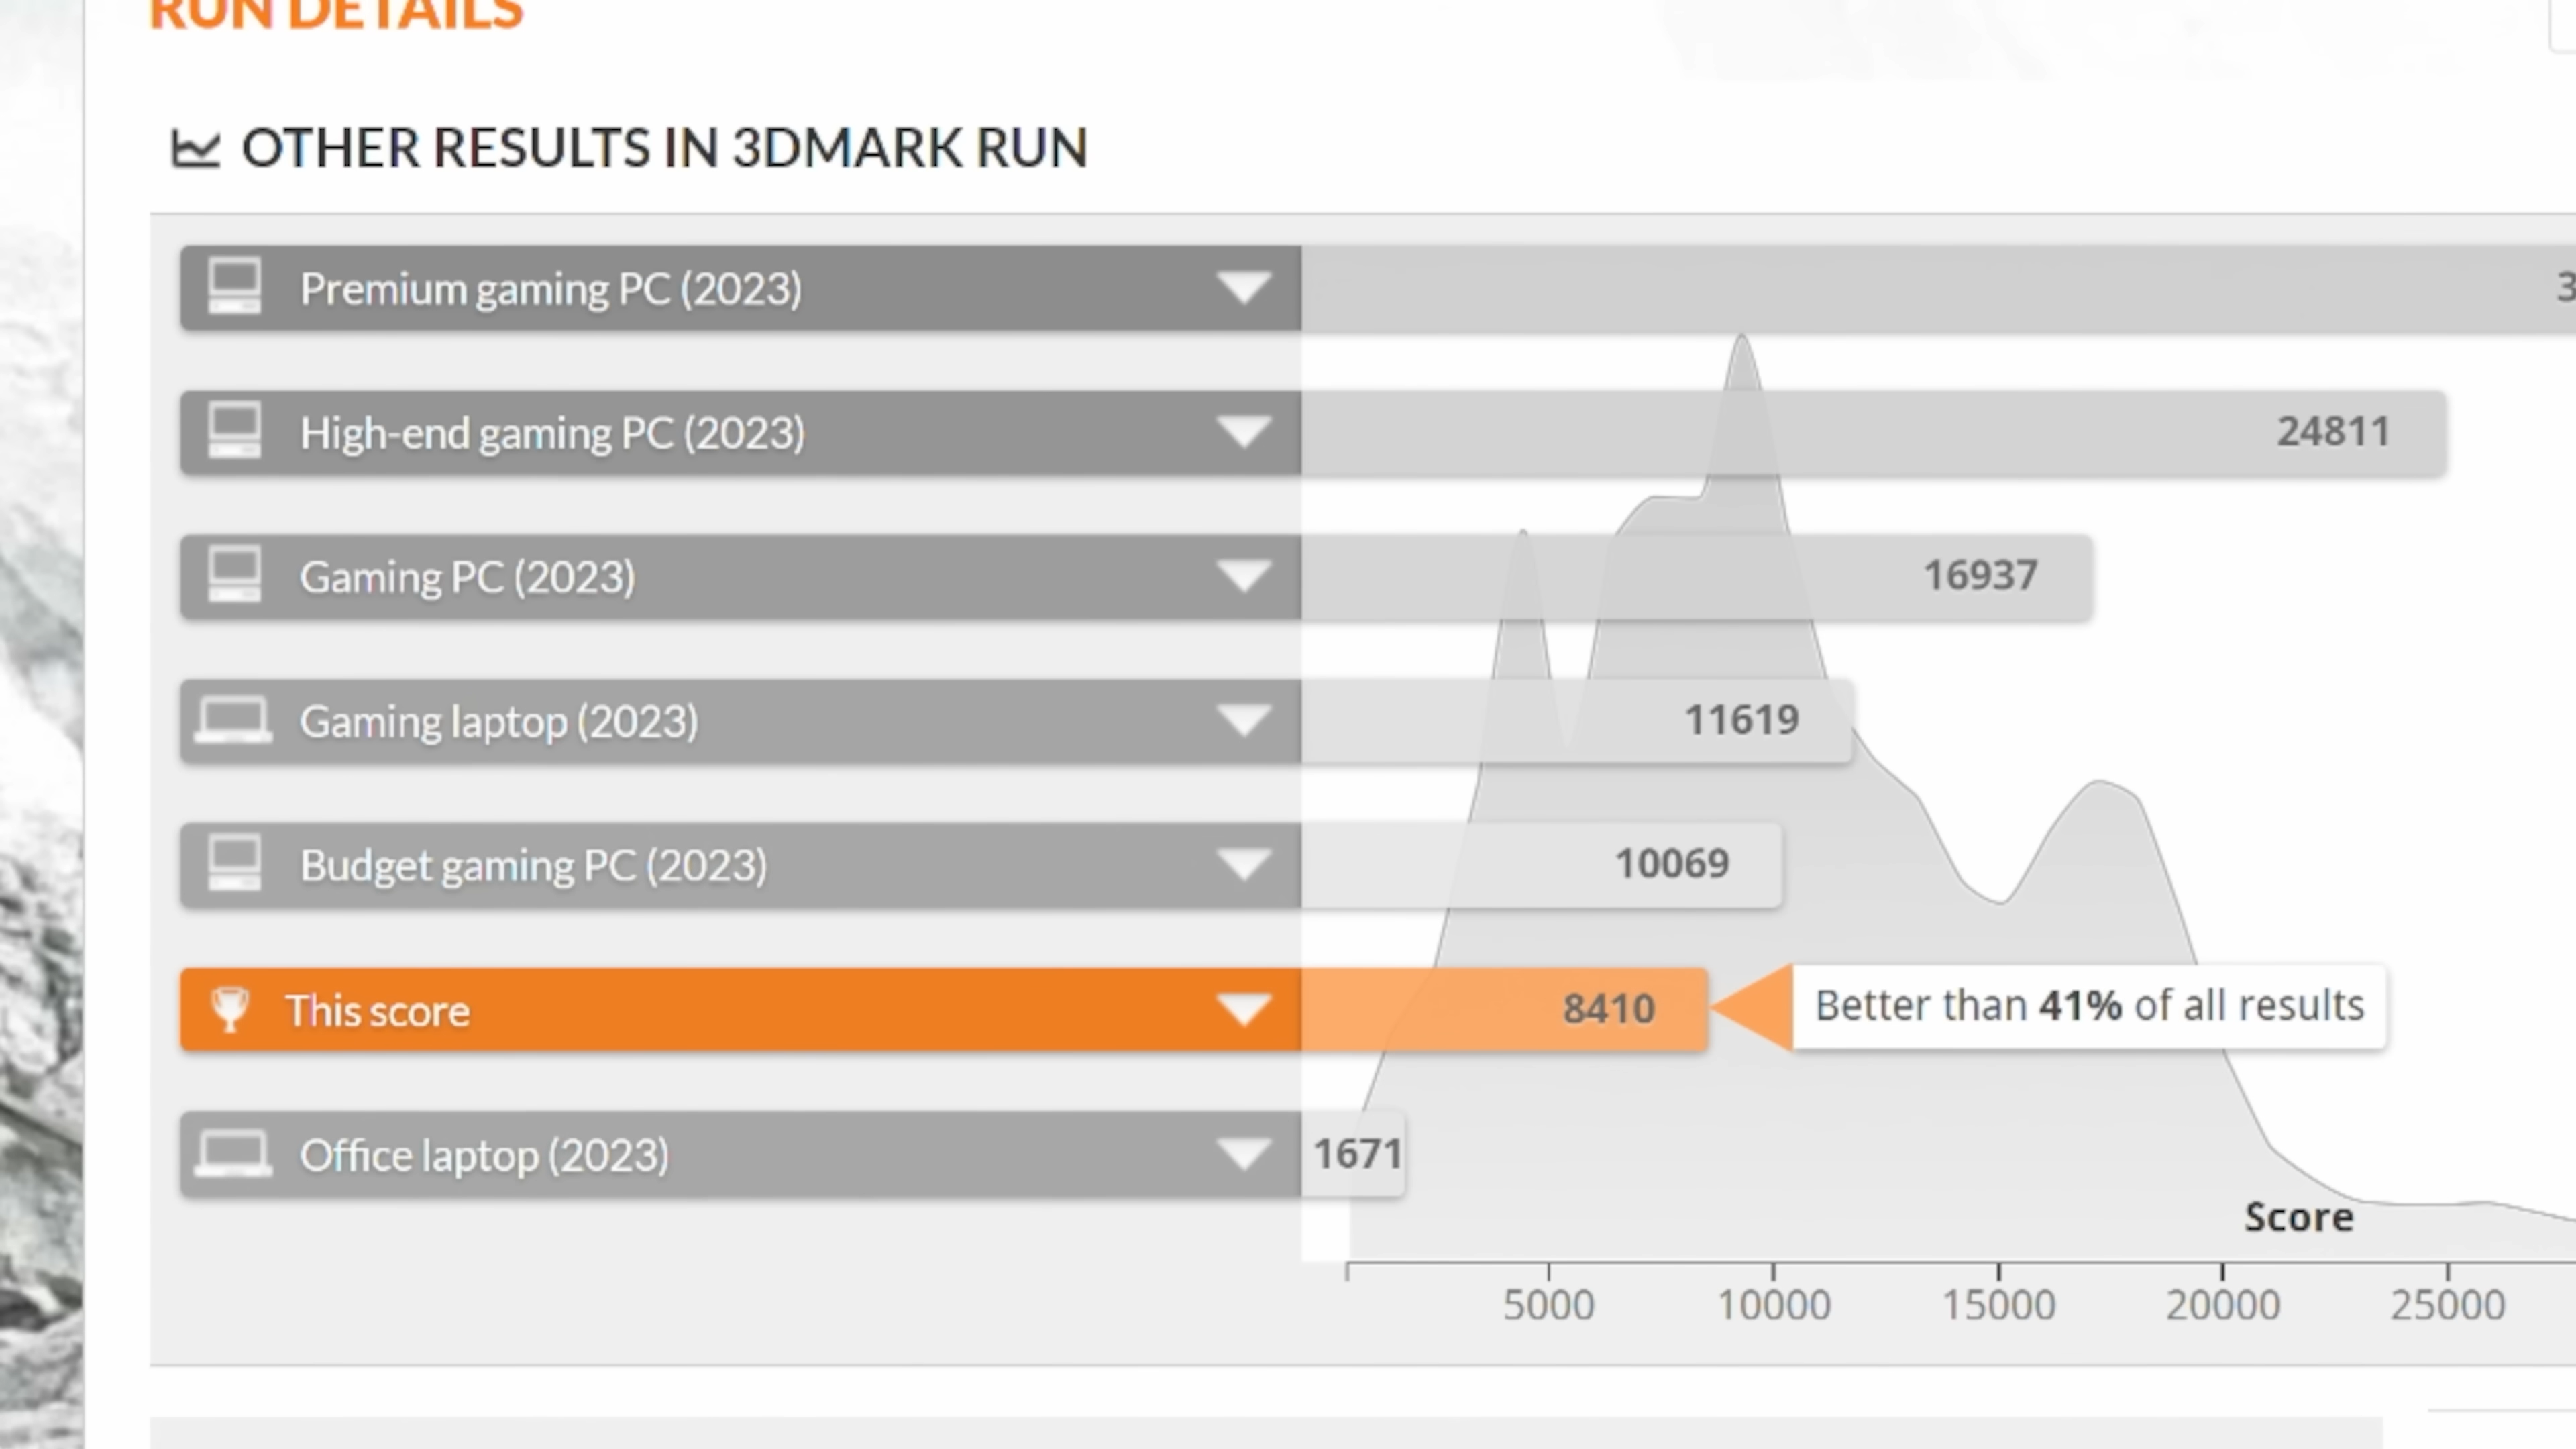 RUN DETAILS
OTHER RESULTS IN 3DMARK RUN
Premium gaming PC (2023)
High-end gaming PC (2023) 24811
Gaming PC (2023) 16937
Gaming laptop (2023) 11619
Budget gaming PC (2023) 10069
This score 8410 Better than 41% of all results
Office laptop (2023) 1671
Score
5000 10000 15000 20000 25000